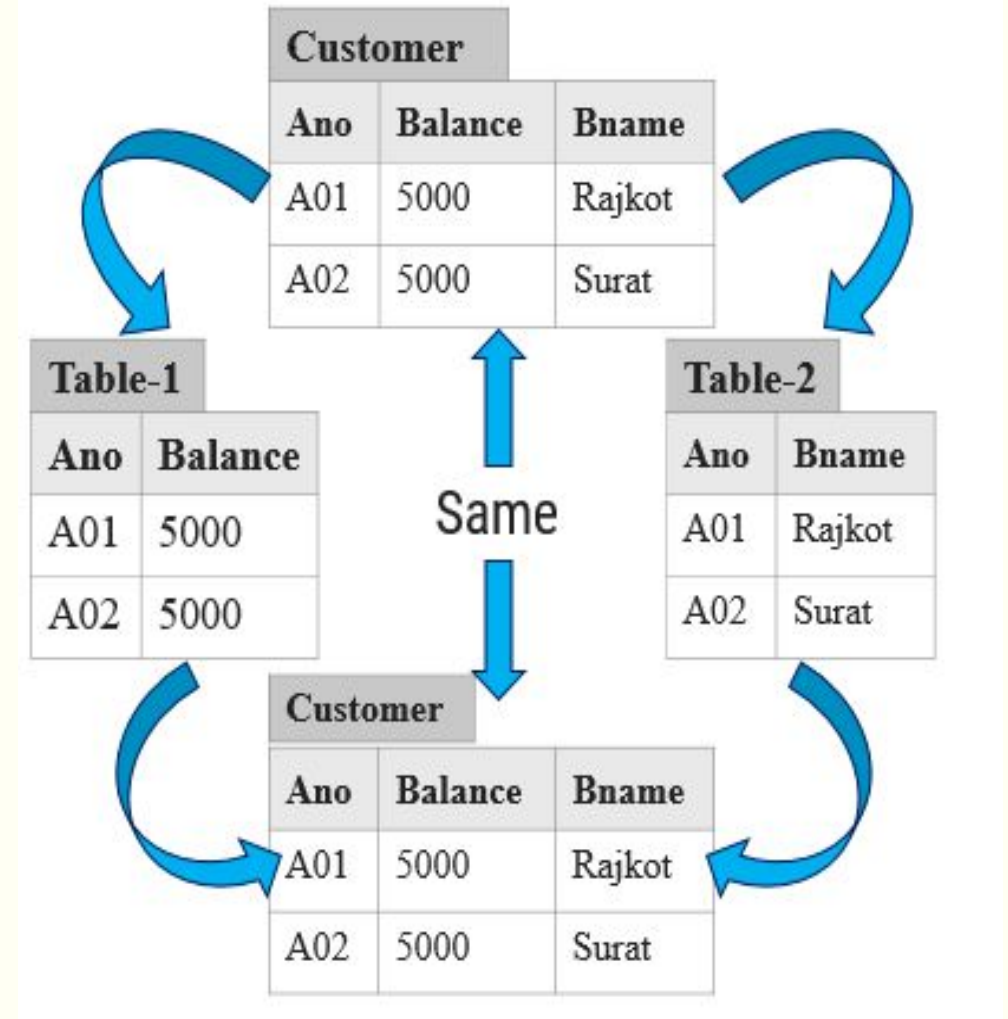 Customer
Ano Balance Bname
A01 5000 Rajkot
A02 5000 Surat
Table-1
Ano Balance
A01 5000
A02 5000
Same
Table-2
Ano Bname
A01 Rajkot
A02 Surat
Customer
Ano Balance Bname
A01 5000 Rajkot
A02 5000 Surat